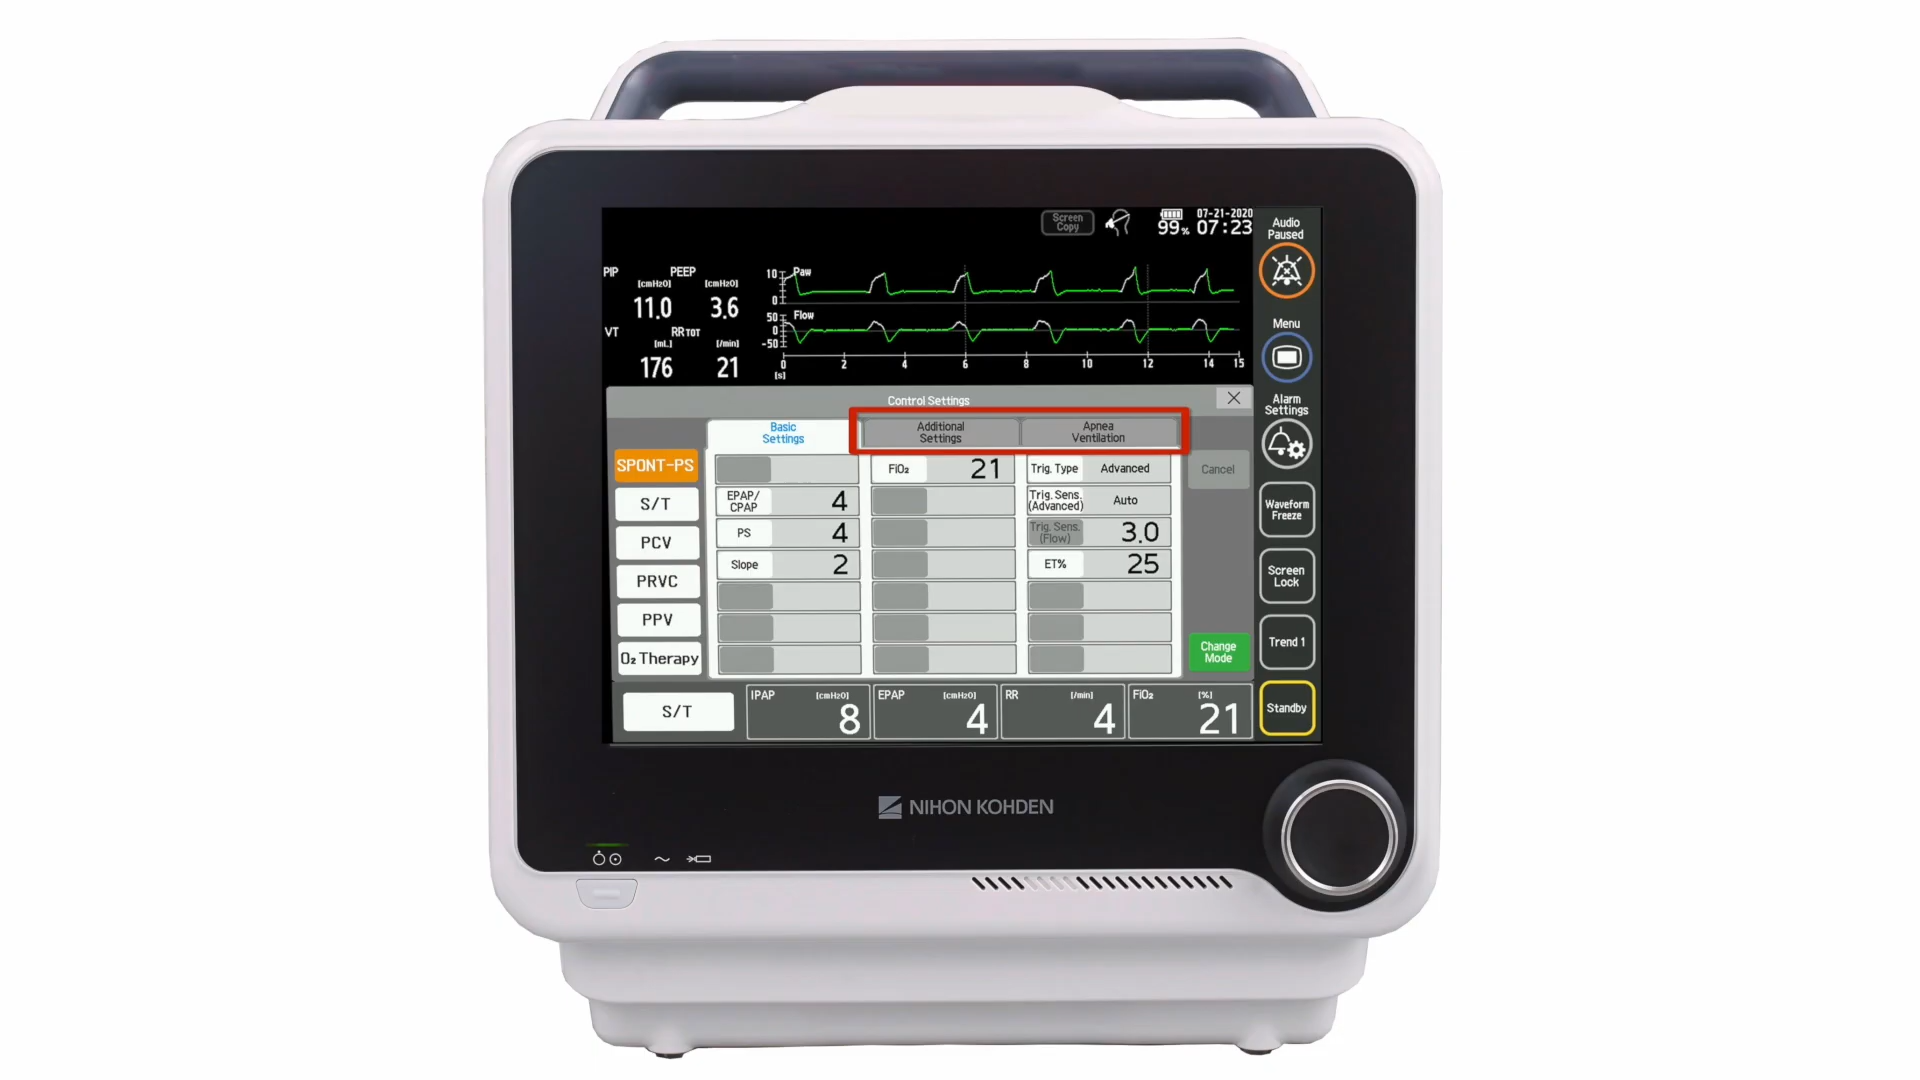 Screen
Copy
99%
07-21-2020
07:23
Audio
Paused
PIP
[cmH2O]
11.0
PEEP
[cmH2O]
3.6
VT
[mL]
176
RR TOT
[/min]
21
10
0
Paw
50
0
-50
Flow
0 2 4 6 8 10 12 14 15
[s]
Menu
Alarm
Settings
Waveform
Freeze
Screen
Lock
Trend 1
Standby
Control Settings
Basic
Settings
Additional
Settings
Apnea
Ventilation
SPONT-PS
S/T
PCV
PRVC
PPV
O₂ Therapy
EPAP/
CPAP
4
PS 4
Slope 2
FiO₂ 21
Trig. Type Advanced
Trig. Sens.
(Advanced)
Auto
Trig. Sens.
(Flow)
3.0
ET% 25
Cancel
Change
Mode
S/T
IPAP [cmH2O]
8
EPAP [cmH2O]
4
RR [/min]
4
FiO₂ [%]
21
NIHON KOHDEN